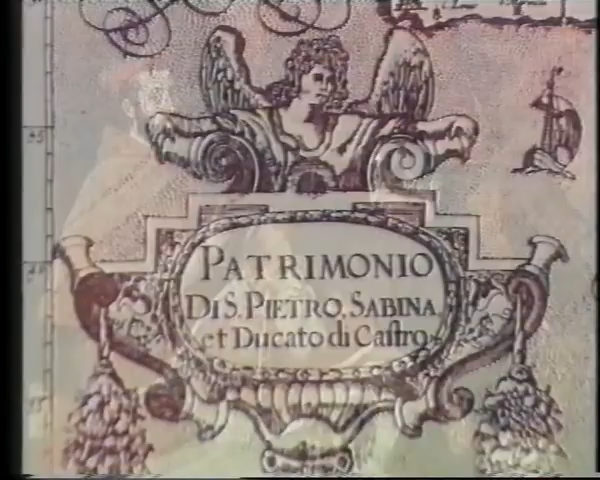 PATRIMONIO
DI S. PIETRO, SABINA,
et Ducato di Caſtro